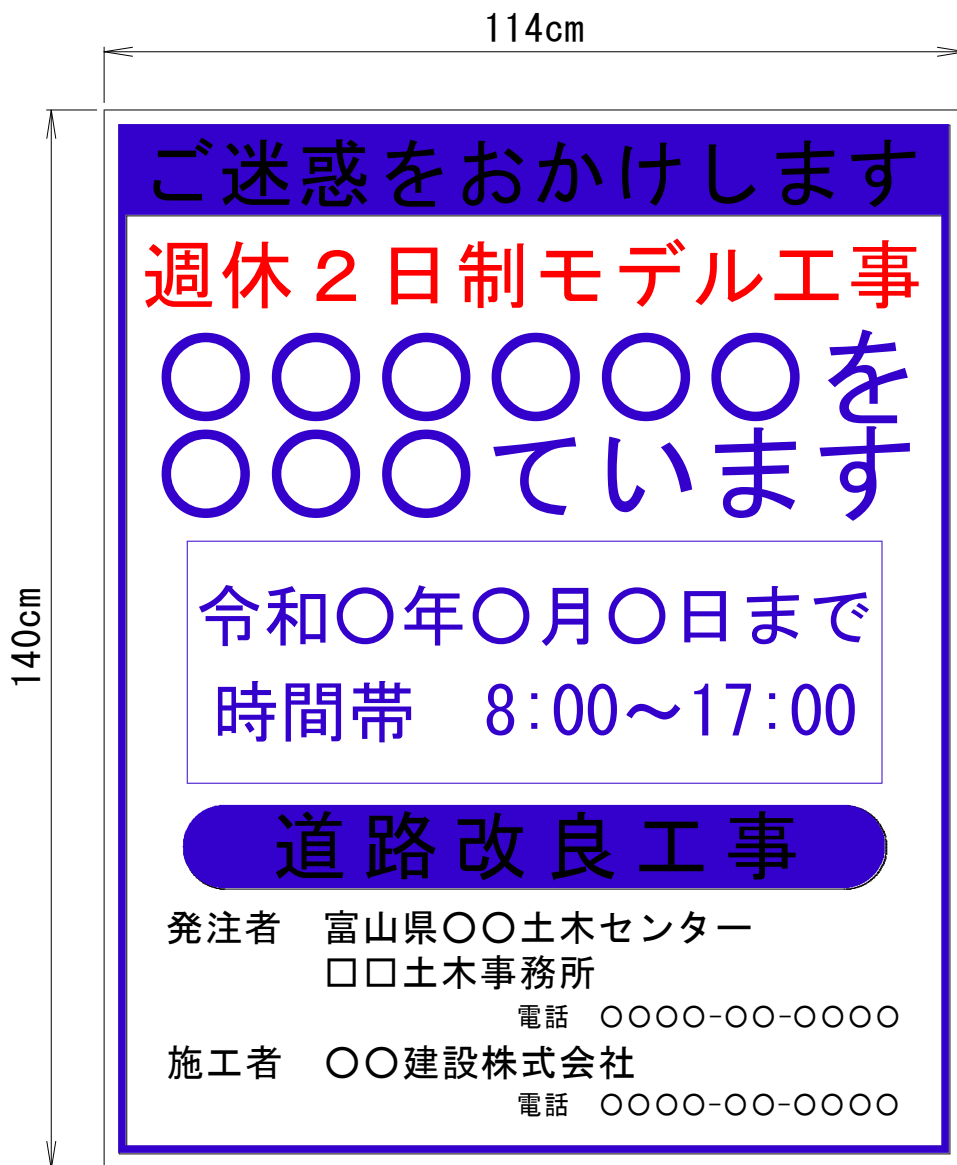 114cm
140cm
ご迷惑をおかけします
週休２日制モデル工事
〇〇〇〇〇〇を
〇〇〇ています
令和〇年〇月〇日まで
時間帯　8:00～17:00
道路改良工事
発注者　富山県〇〇土木センター
□□土木事務所
電話　〇〇〇〇-〇〇-〇〇〇〇
施工者　〇〇建設株式会社
電話　〇〇〇〇-〇〇-〇〇〇〇